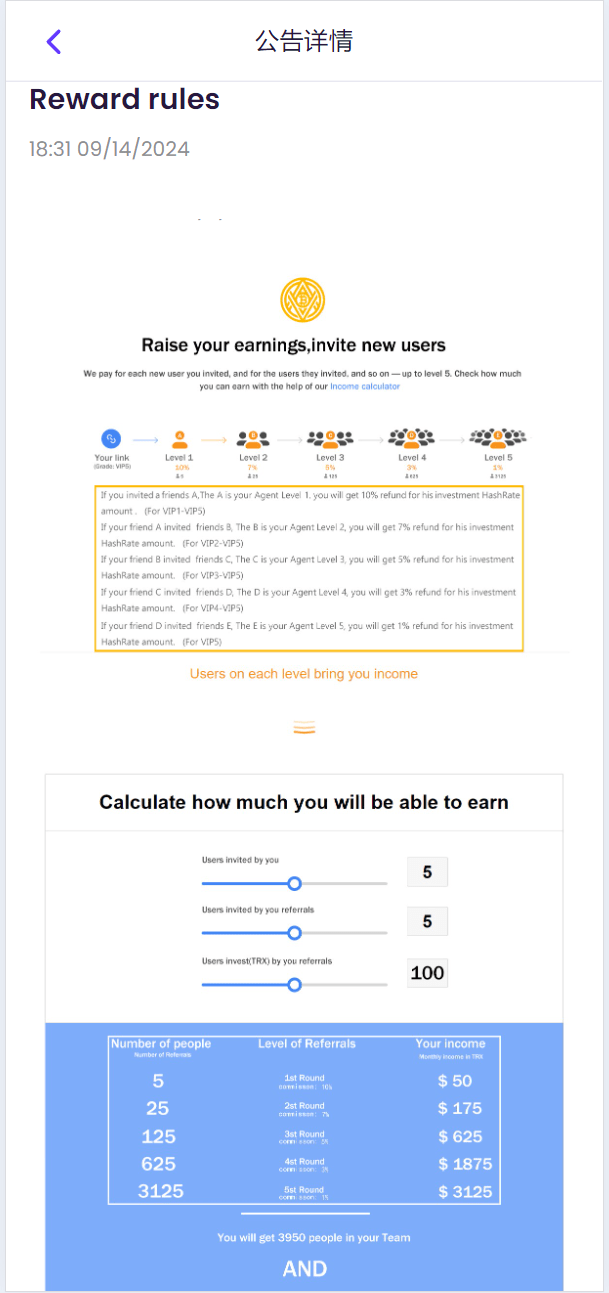 公告详情
Reward rules
18:31 09/14/2024
Raise your earnings,invite new users
We pay for each new user you invited, and for the users they invited. and so on — up to level 5. Check how much
you can earn with the help of our Income calculator
Your link
(Grade: VIP5)
Level 1
10%
5
Level 2
7%
25
Level 3
5%
125
Level 4
3%
625
Level 5
1%
3125
If you invited a friends A,The A is your Agent Level 1. you will get 10% refund for his investment HashRate
amount . (For VIP1-VIP5)
If your friend A invited friends B, The B is your Agent Level 2, you will get 7% refund for his investment
HashRate amount. (For VIP2-VIP5)
If your friend B invited friends C, The C is your Agent Level 3, you will get 5% refund for his investment
HashRate amount. (For VIP3-VIP5)
If your friend C invited friends D, The D is your Agent Level 4, you will get 3% refund for his investment
HashRate amount. (For VIP4-VIP5)
If your friend D invited friends E, The E is your Agent Level 5, you will get 1% refund for his investment
HashRate amount. (For VIP5)
Users on each level bring you income
Calculate how much you will be able to earn
Users invited by you
5
Users invited by you referrals
5
Users invest(TRX) by you referrals
100
Number of people Level of Referrals Your income
Number of Referrals Monthly income in TRX
5 1st Round $ 50
commission: 10%
25 2st Round $ 175
commission: 7%
125 3st Round $ 625
commission: 5%
625 4st Round $ 1875
commission: 3%
3125 5st Round $ 3125
commission: 1%
You will get 3950 people in your Team
AND